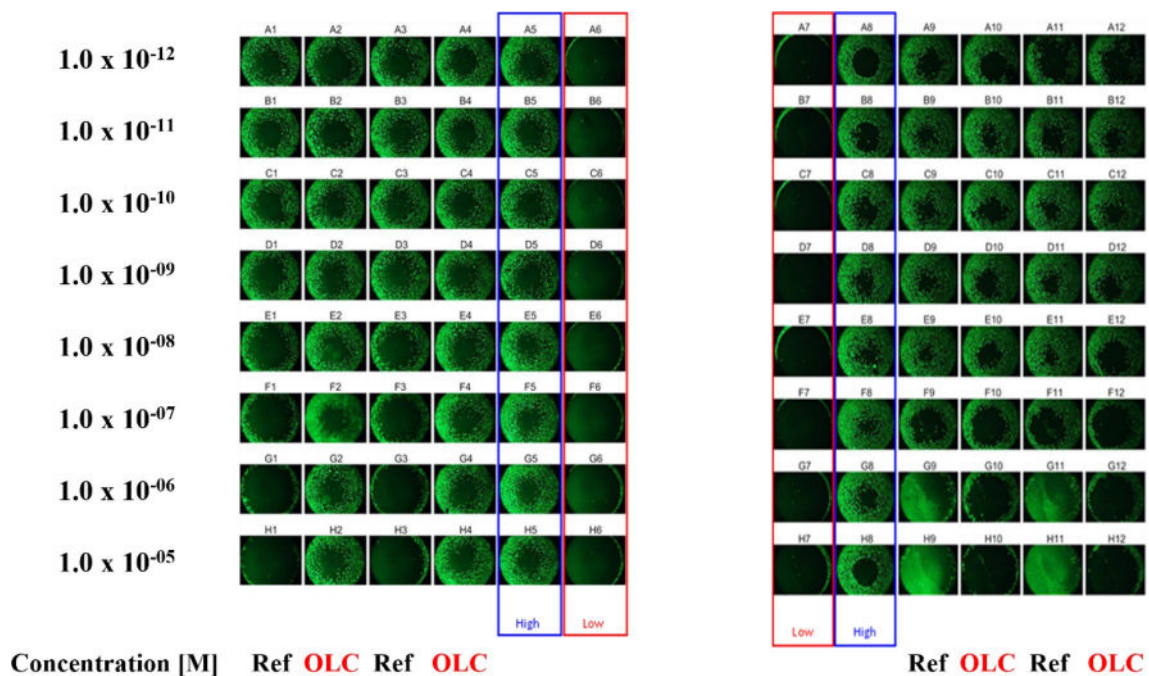 A1 A2 A3 A4 A5 A6 A7 A8 A9 A10 A11 A12
1.0 x 10-12
B1 B2 B3 B4 B5 B6 B7 B8 B9 B10 B11 B12
1.0 x 10-11
C1 C2 C3 C4 C5 C6 C7 C8 C9 C10 C11 C12
1.0 x 10-10
D1 D2 D3 D4 D5 D6 D7 D8 D9 D10 D11 D12
1.0 x 10-09
E1 E2 E3 E4 E5 E6 E7 E8 E9 E10 E11 E12
1.0 x 10-08
F1 F2 F3 F4 F5 F6 F7 F8 F9 F10 F11 F12
1.0 x 10-07
G1 G2 G3 G4 G5 G6 G7 G8 G9 G10 G11 G12
1.0 x 10-06
H1 H2 H3 H4 H5 H6 H7 H8 H9 H10 H11 H12
1.0 x 10-05
High Low Low High
Concentration [M] Ref OLC Ref OLC Ref OLC Ref OLC